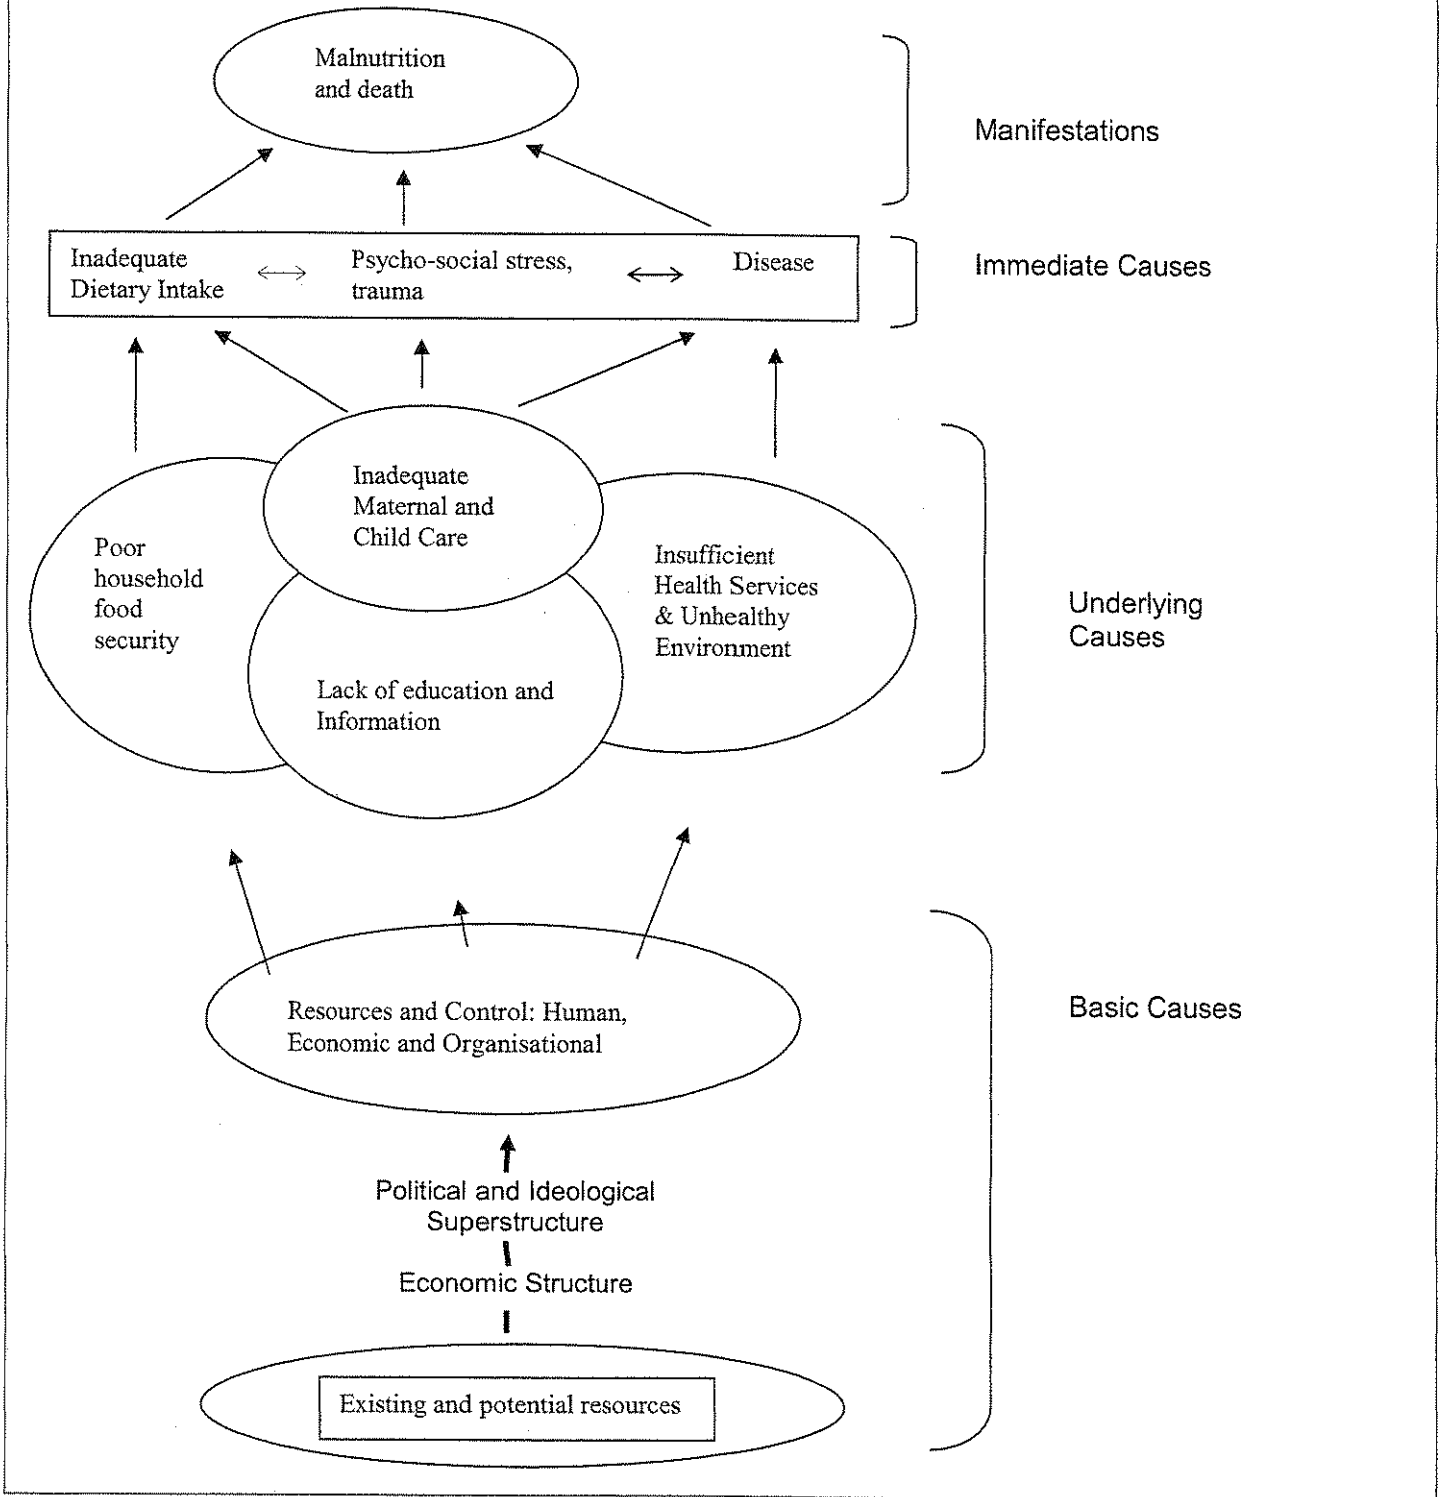 Malnutrition
and death
Manifestations
Inadequate
Dietary Intake
Psycho-social stress,
trauma
Disease
Immediate Causes
Inadequate
Maternal and
Child Care
Poor
household
food
security
Insufficient
Health Services
& Unhealthy
Environment
Lack of education and
Information
Underlying
Causes
Resources and Control: Human,
Economic and Organisational
Basic Causes
Political and Ideological
Superstructure
Economic Structure
Existing and potential resources